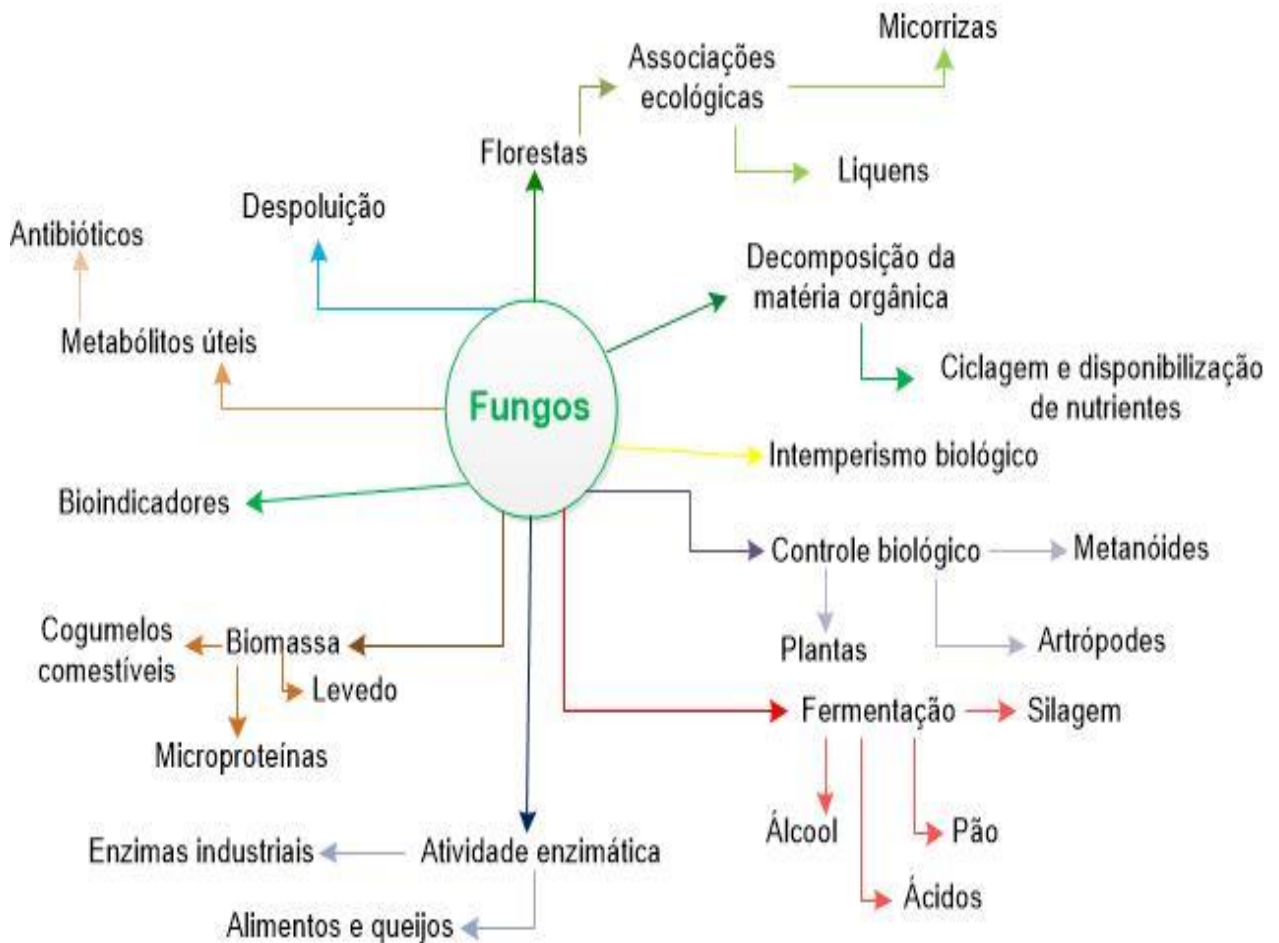 Micorrizas
Associações
ecológicas
Florestas
Liquens
Despoluição
Antibióticos
Decomposição da
matéria orgânica
Metabólitos úteis
Ciclagem e disponibilização
de nutrientes
Fungos
Intemperismo biológico
Bioindicadores
Controle biológico
Metanóides
Plantas
Artrópodes
Cogumelos
comestíveis
Biomassa
Levedo
Microproteínas
Fermentação
Silagem
Álcool
Pão
Ácidos
Enzimas industriais
Atividade enzimática
Alimentos e queijos